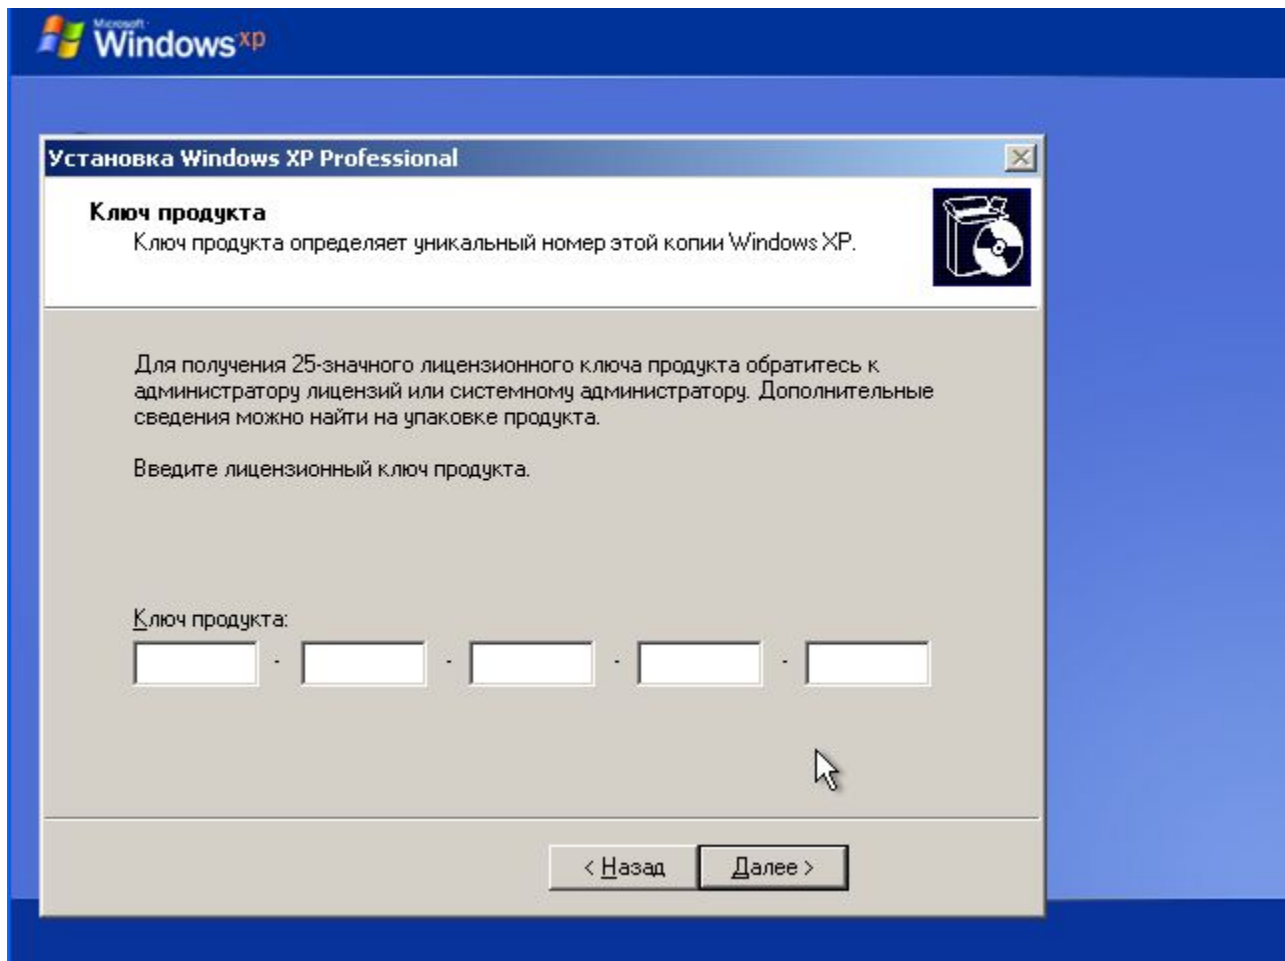 Microsoft
Windows xp
Установка Windows XP Professional
Ключ продукта
Ключ продукта определяет уникальный номер этой копии Windows XP.
Для получения 25-значного лицензионного ключа продукта обратитесь к
администратору лицензий или системному администратору. Дополнительные
сведения можно найти на упаковке продукта.
Введите лицензионный ключ продукта.
Ключ продукта:
- - - -
< Назад Далее >